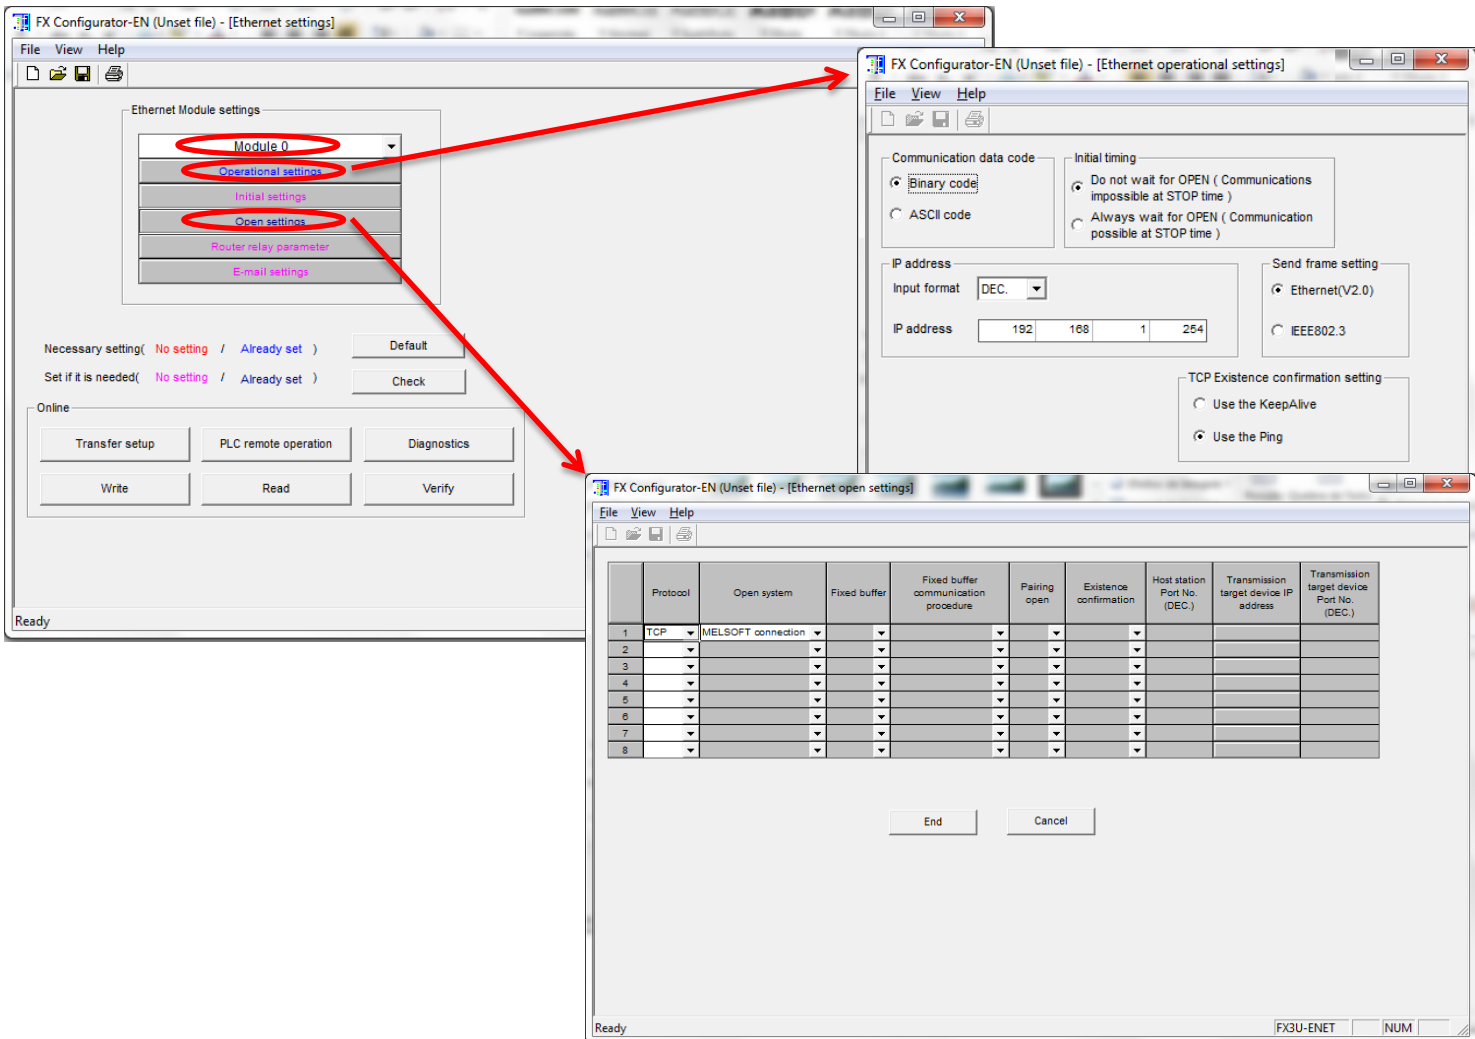 FX Configurator-EN (Unset file) - [Ethernet settings]
File View Help
Ethernet Module settings
Module 0
Operational settings
Initial settings
Open settings
Router relay parameter
E-mail settings
Necessary setting( No setting / Already set )
Default
Set if it is needed( No setting / Already set )
Check
Online
Transfer setup
PLC remote operation
Diagnostics
Write
Read
Verify
Ready
FX Configurator-EN (Unset file) - [Ethernet operational settings]
File View Help
Communication data code
Binary code
ASCII code
Initial timing
Do not wait for OPEN ( Communications
impossible at STOP time )
Always wait for OPEN ( Communication
possible at STOP time )
IP address
Input format DEC.
IP address 192 168 1 254
Send frame setting
Ethernet(V2.0)
IEEE802.3
TCP Existence confirmation setting
Use the KeepAlive
Use the Ping
FX Configurator-EN (Unset file) - [Ethernet open settings]
File View Help
Protocol
Open system
Fixed buffer
Fixed buffer
communication
procedure
Pairing
open
Existence
confirmation
Host station
Port No.
(DEC.)
Transmission
target device IP
address
Transmission
target device
Port No.
(DEC.)
1 TCP MELSOFT connection
2
3
4
5
6
7
8
End
Cancel
Ready
FX3U-ENET
NUM